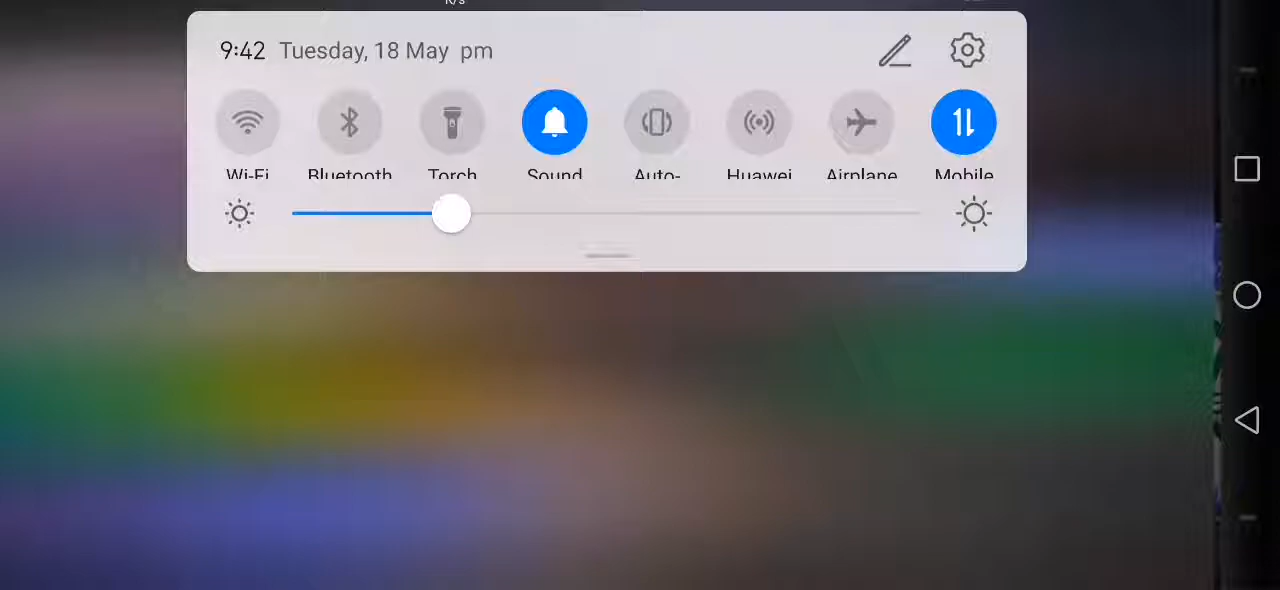 K/s
9:42 Tuesday, 18 May pm
Wi-Fi Bluetooth Torch Sound Auto- Huawei Airplane Mobile